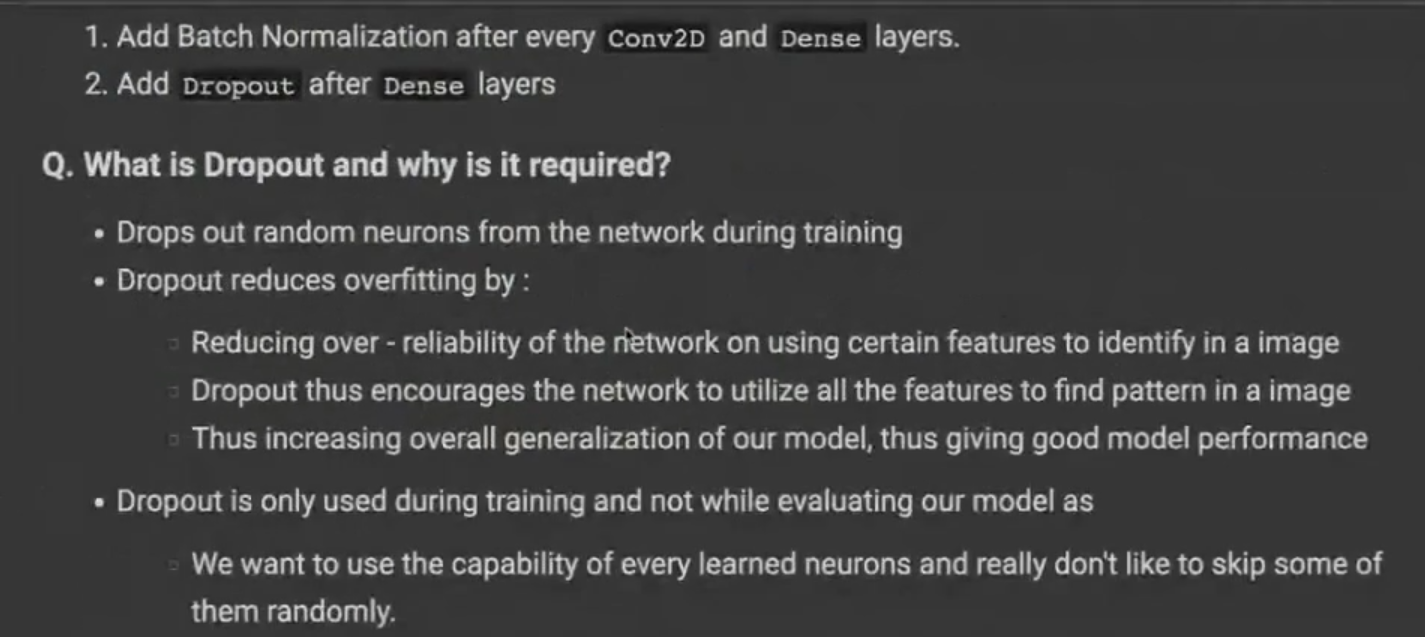 1. Add Batch Normalization after every Conv2D and Dense layers.
2. Add Dropout after Dense layers
Q. What is Dropout and why is it required?
• Drops out random neurons from the network during training
• Dropout reduces overfitting by :
▫ Reducing over - reliability of the network on using certain features to identify in a image
▫ Dropout thus encourages the network to utilize all the features to find pattern in a image
▫ Thus increasing overall generalization of our model, thus giving good model performance
• Dropout is only used during training and not while evaluating our model as
▫ We want to use the capability of every learned neurons and really don't like to skip some of
them randomly.